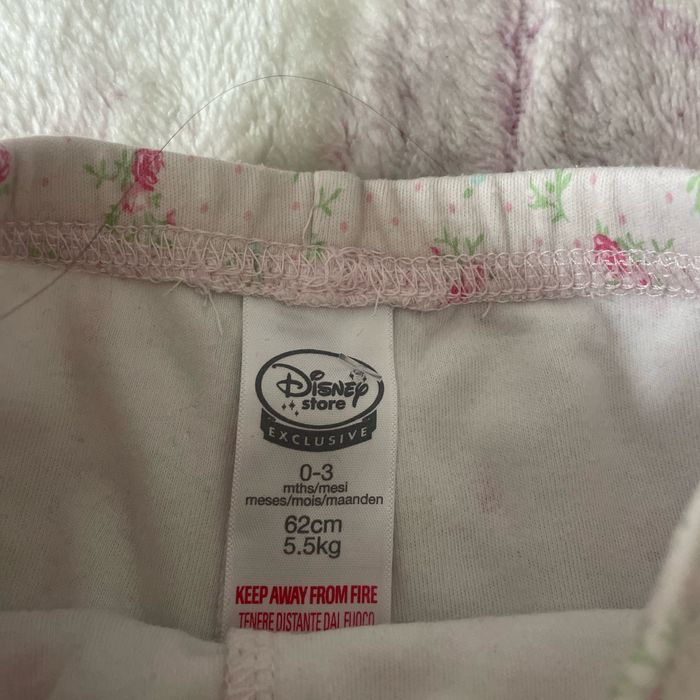 Disney
store
EXCLUSIVE
0-3
mths/mesi
meses/mois/maanden
62cm
5.5kg
KEEP AWAY FROM FIRE
TENERE DISTANTE DAL FUOCO